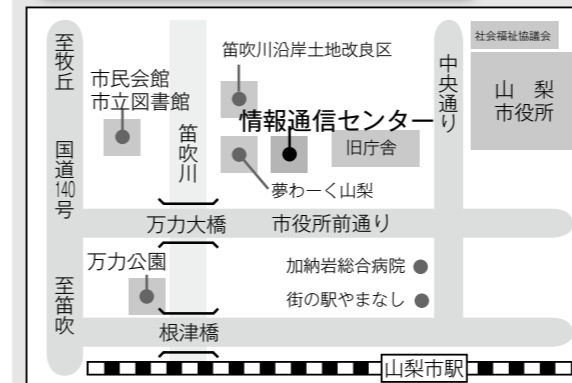 至牧丘
国道140号
至笛吹
市民会館
市立図書館
笛吹川
笛吹川沿岸土地改良区
情報通信センター
旧庁舎
夢わーく山梨
中央通り
社会福祉協議会
山 梨
市役所
万力大橋
市役所前通り
万力公園
加納岩総合病院
街の駅やまなし
根津橋
山梨市駅